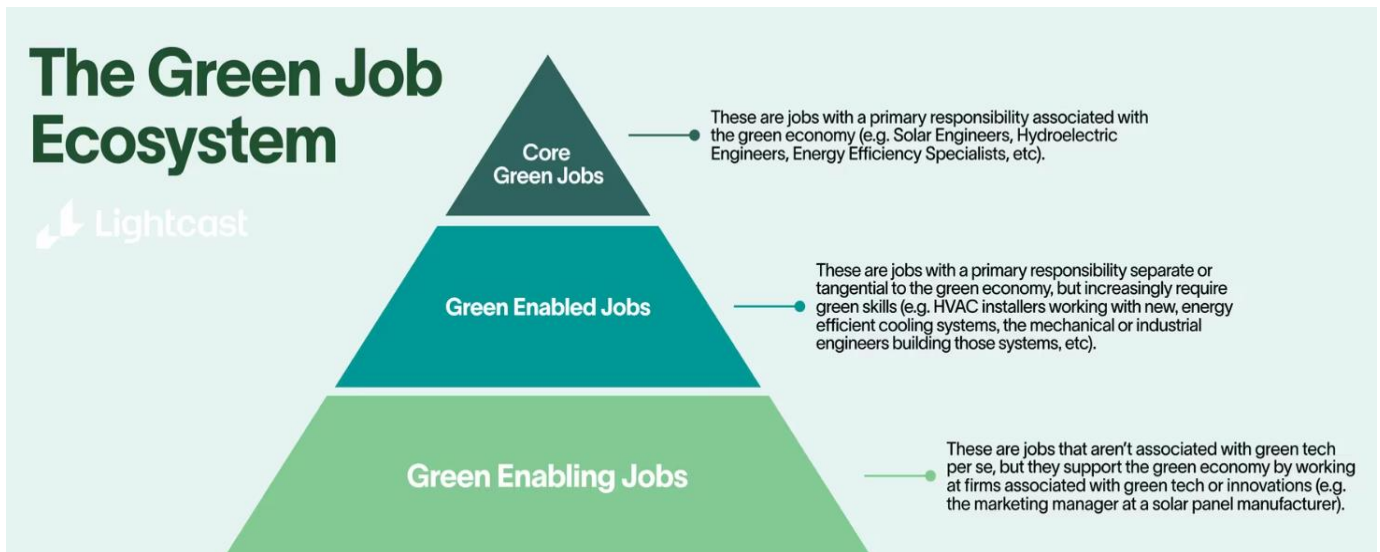 The Green Job
Ecosystem
Lightcast
Core
Green Jobs
These are jobs with a primary responsibility associated with
the green economy (e.g. Solar Engineers, Hydroelectric
Engineers, Energy Efficiency Specialists, etc).
Green Enabled Jobs
These are jobs with a primary responsibility separate or
tangential to the green economy, but increasingly require
green skills (e.g. HVAC installers working with new, energy
efficient cooling systems, the mechanical or industrial
engineers building those systems, etc).
Green Enabling Jobs
These are jobs that aren’t associated with green tech
per se, but they support the green economy by working
at firms associated with green tech or innovations (e.g.
the marketing manager at a solar panel manufacturer).